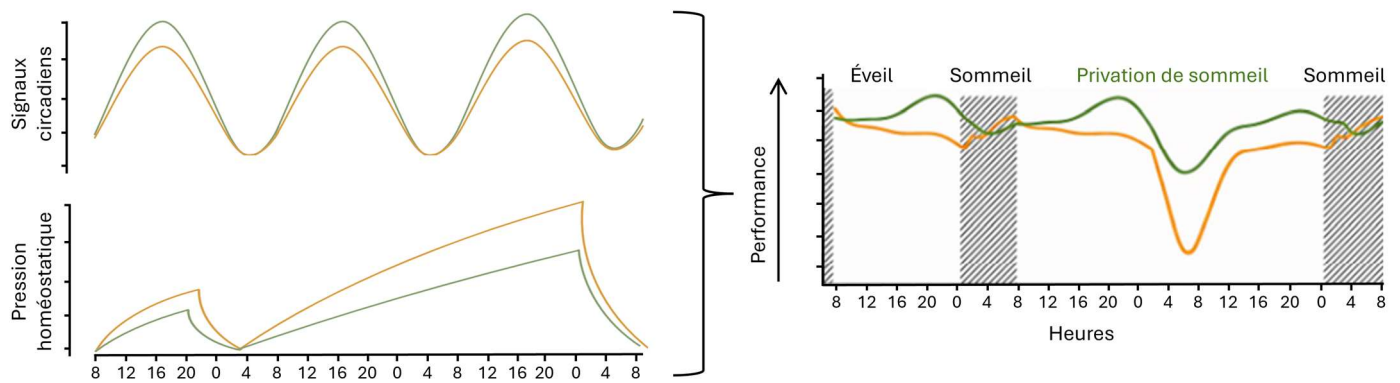 Signaux
circadiens
Pression
homéostatique
8 12 16 20 0 4 8 12 16 20 0 4 8 12 16 20 0 4 8
Éveil
Sommeil
Privation de sommeil
Sommeil
Performance
8 12 16 20 0 4 8 12 16 20 0 4 8 12 16 20 0 4 8
Heures